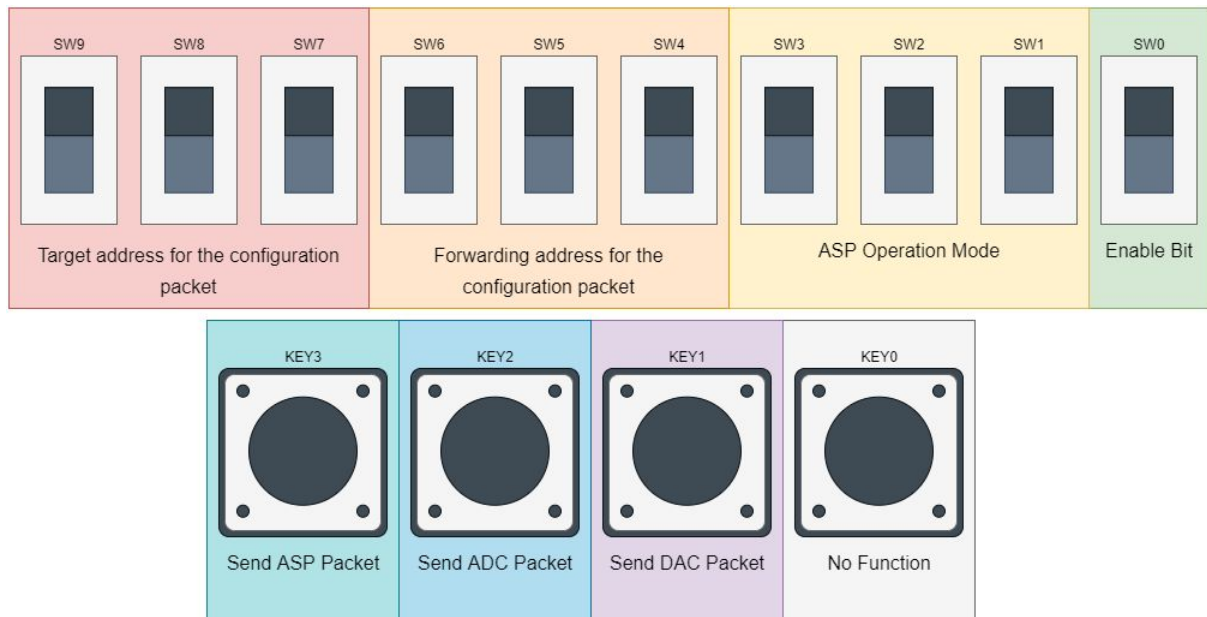 SW9 SW8 SW7 SW6 SW5 SW4 SW3 SW2 SW1 SW0
Target address for the configuration
packet
Forwarding address for the
configuration packet
ASP Operation Mode
Enable Bit
KEY3 KEY2 KEY1 KEY0
Send ASP Packet Send ADC Packet Send DAC Packet No Function